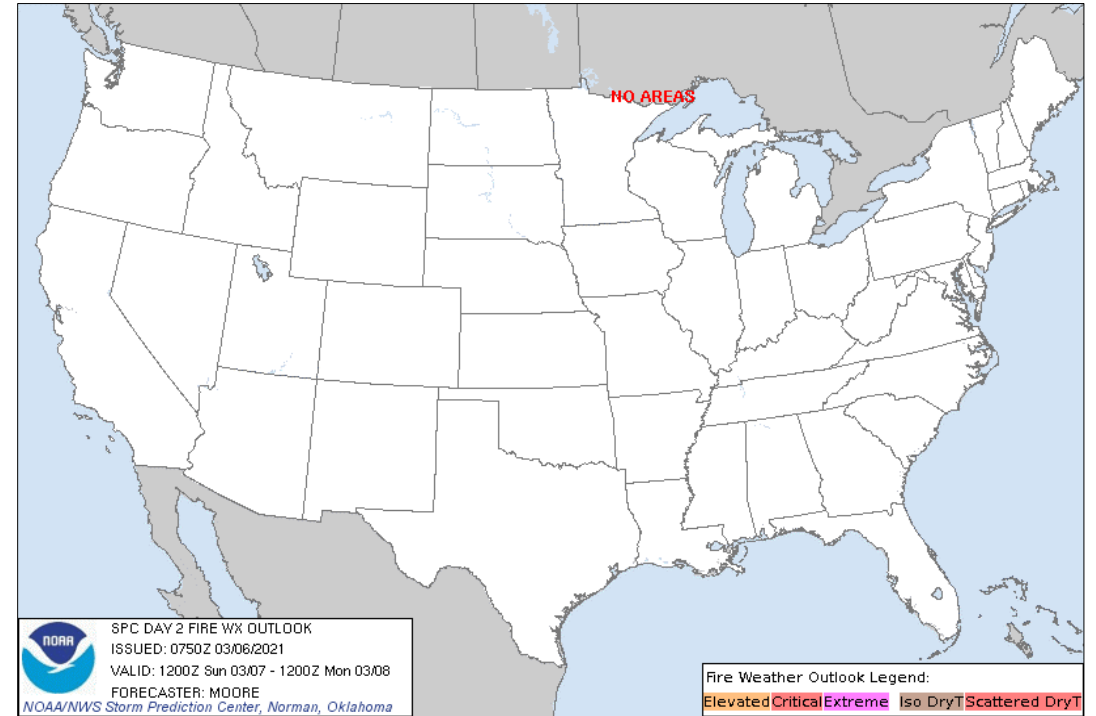 NO AREAS
NOAA
SPC DAY 2 FIRE WX OUTLOOK
ISSUED: 0750Z 03/06/2021
VALID: 1200Z Sun 03/07 - 1200Z Mon 03/08
FORECASTER: MOORE
NOAA/NWS Storm Prediction Center, Norman, Oklahoma
Fire Weather Outlook Legend:
Elevated Critical Extreme Iso DryT Scattered DryT